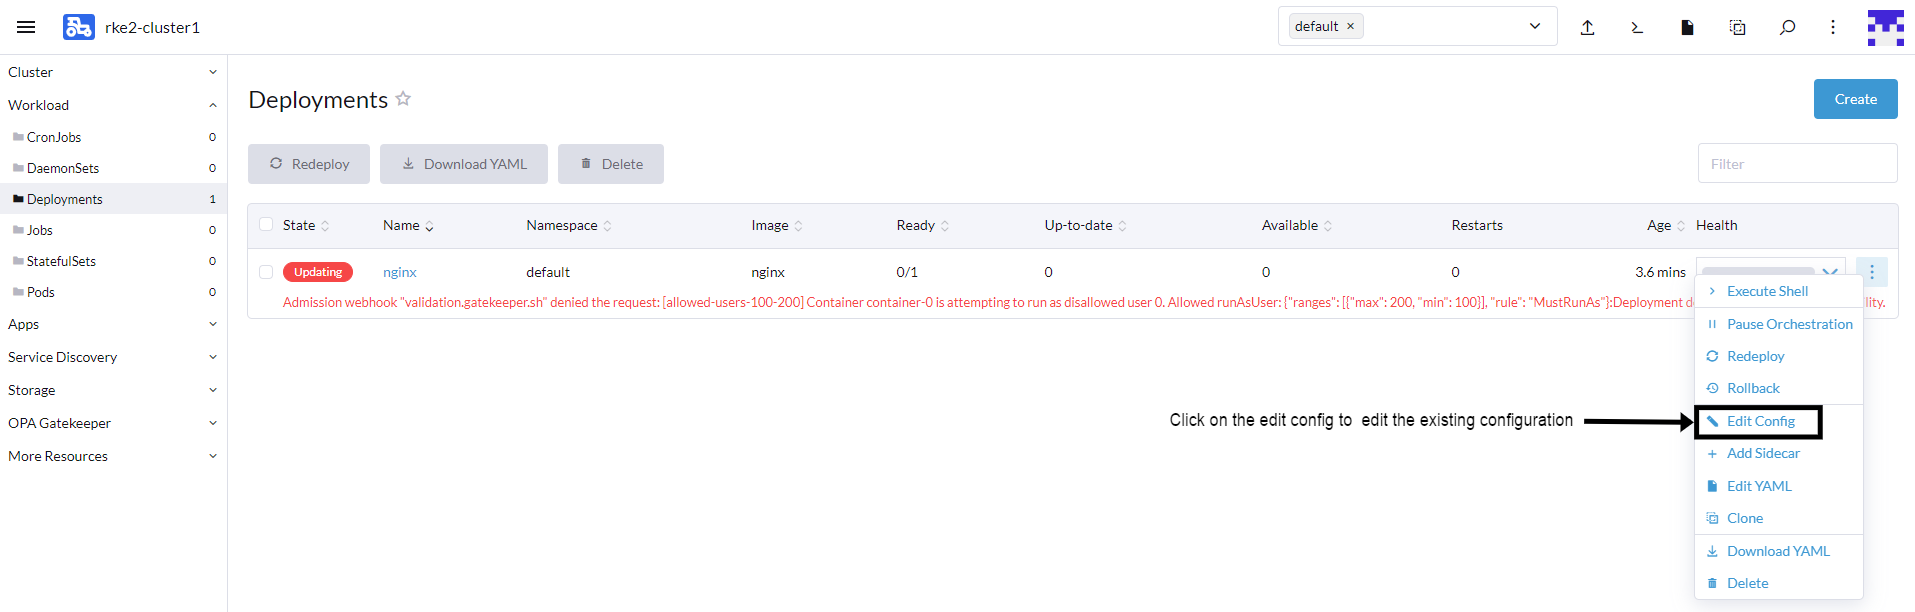 rke2-cluster1
default ×
Cluster
Workload
CronJobs 0
DaemonSets 0
Deployments 1
Jobs 0
StatefulSets 0
Pods 0
Apps
Service Discovery
Storage
OPA Gatekeeper
More Resources
Deployments
Create
Redeploy Download YAML Delete
Filter
State Name Namespace Image Ready Up-to-date Available Restarts Age Health
Updating nginx default nginx 0/1 0 0 0 3.6 mins
Admission webhook "validation.gatekeeper.sh" denied the request: [allowed-users-100-200] Container container-0 is attempting to run as disallowed user 0. Allowed runAsUser: {"ranges": [{"max": 200, "min": 100}], "rule": "MustRunAs"}:Deployment d ility.
Execute Shell
Pause Orchestration
Redeploy
Rollback
Click on the edit config to edit the existing configuration
Edit Config
Add Sidecar
Edit YAML
Clone
Download YAML
Delete